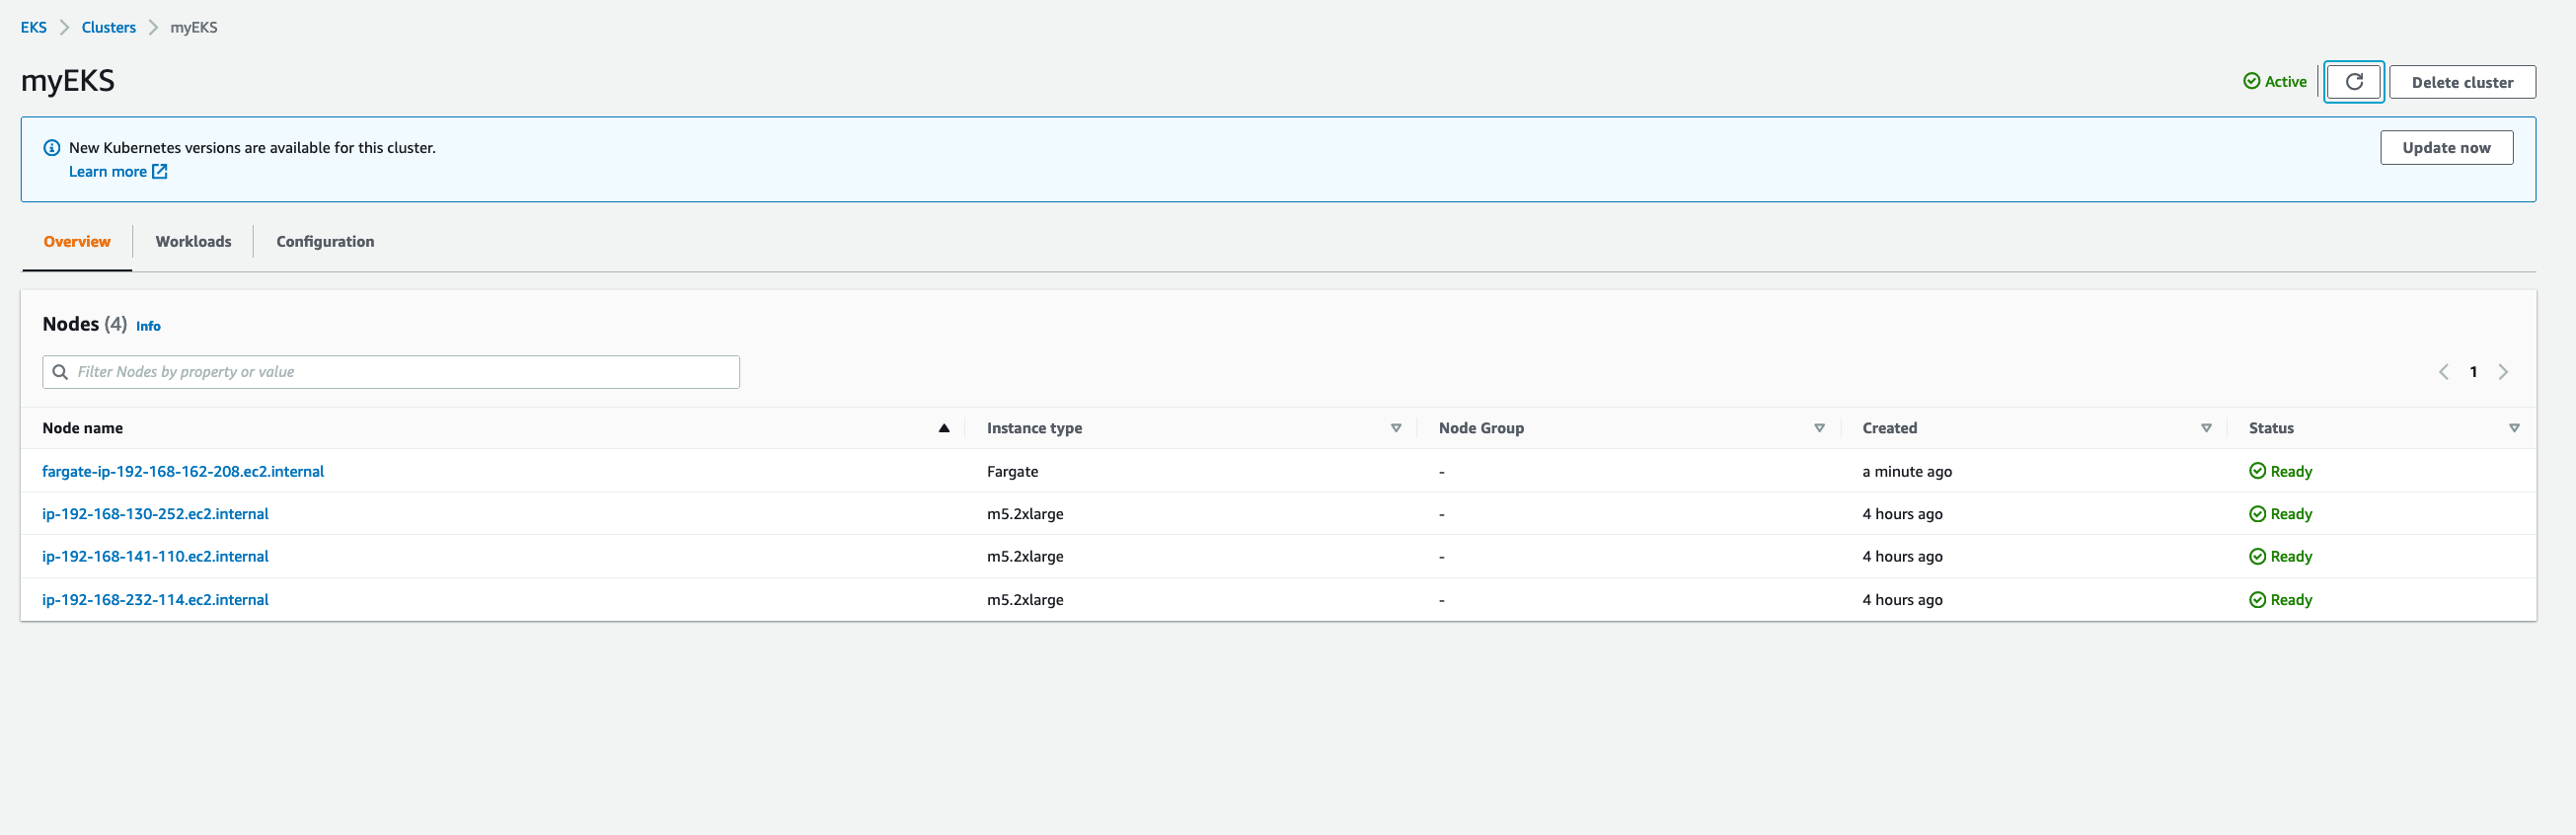 EKS Clusters myEKS
myEKS
Active Delete cluster
New Kubernetes versions are available for this cluster.
Update now
Learn more
Overview Workloads Configuration
Nodes (4) Info
Filter Nodes by property or value
1
Node name Instance type Node Group Created Status
fargate-ip-192-168-162-208.ec2.internal Fargate - a minute ago Ready
ip-192-168-130-252.ec2.internal m5.2xlarge - 4 hours ago Ready
ip-192-168-141-110.ec2.internal m5.2xlarge - 4 hours ago Ready
ip-192-168-232-114.ec2.internal m5.2xlarge - 4 hours ago Ready